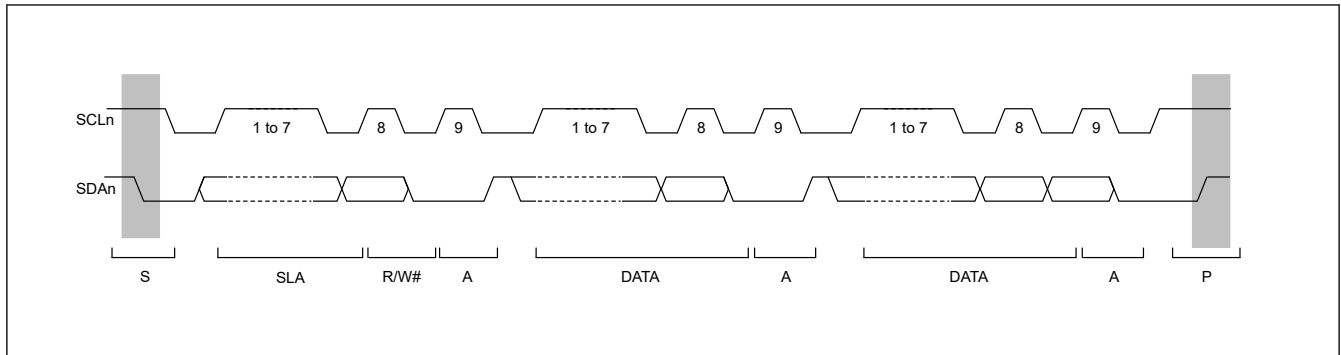 SCLn
1 to 7 8 9 1 to 7 8 9 1 to 7 8 9
SDAn
S SLA R/W# A DATA A DATA A P